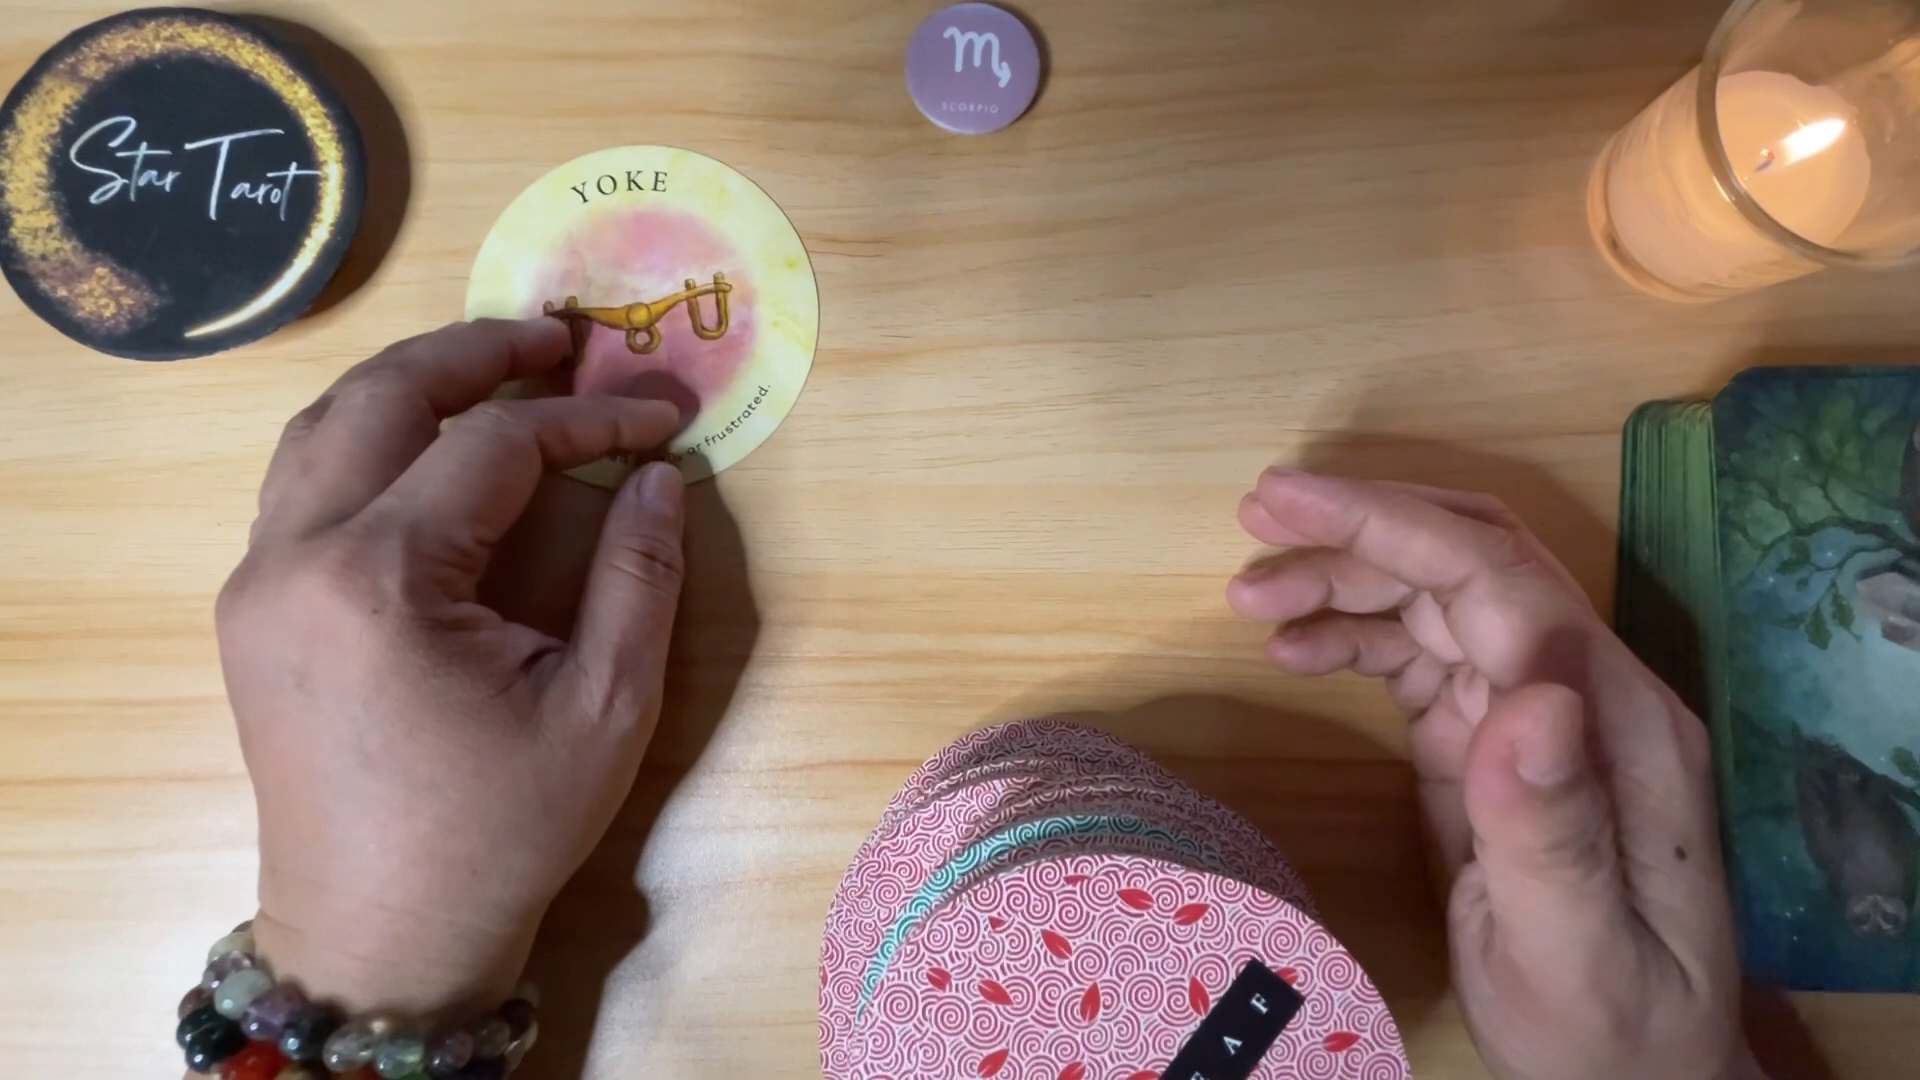 Star Tarot
SCORPIO
YOKE
or frustrated.
E A F